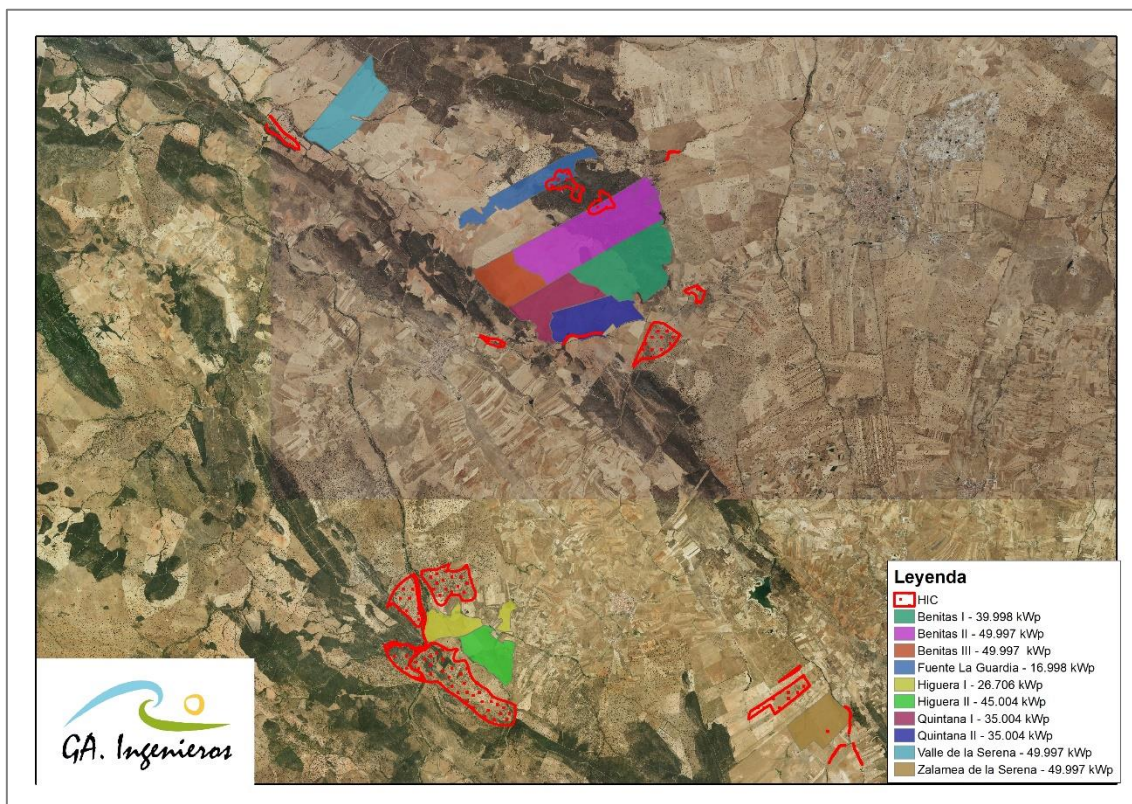 Leyenda
HIC
Benitas I - 39.998 kWp
Benitas II - 49.997 kWp
Benitas III - 49.997  kWp
Fuente La Guardia - 16.998 kWp
Higuera I - 26.706 kWp
Higuera II - 45.004 kWp
Quintana I - 35.004 kWp
Quintana II - 35.004 kWp
Valle de la Serena - 49.997 kWp
Zalamea de la Serena - 49.997 kWp
GA. Ingenieros